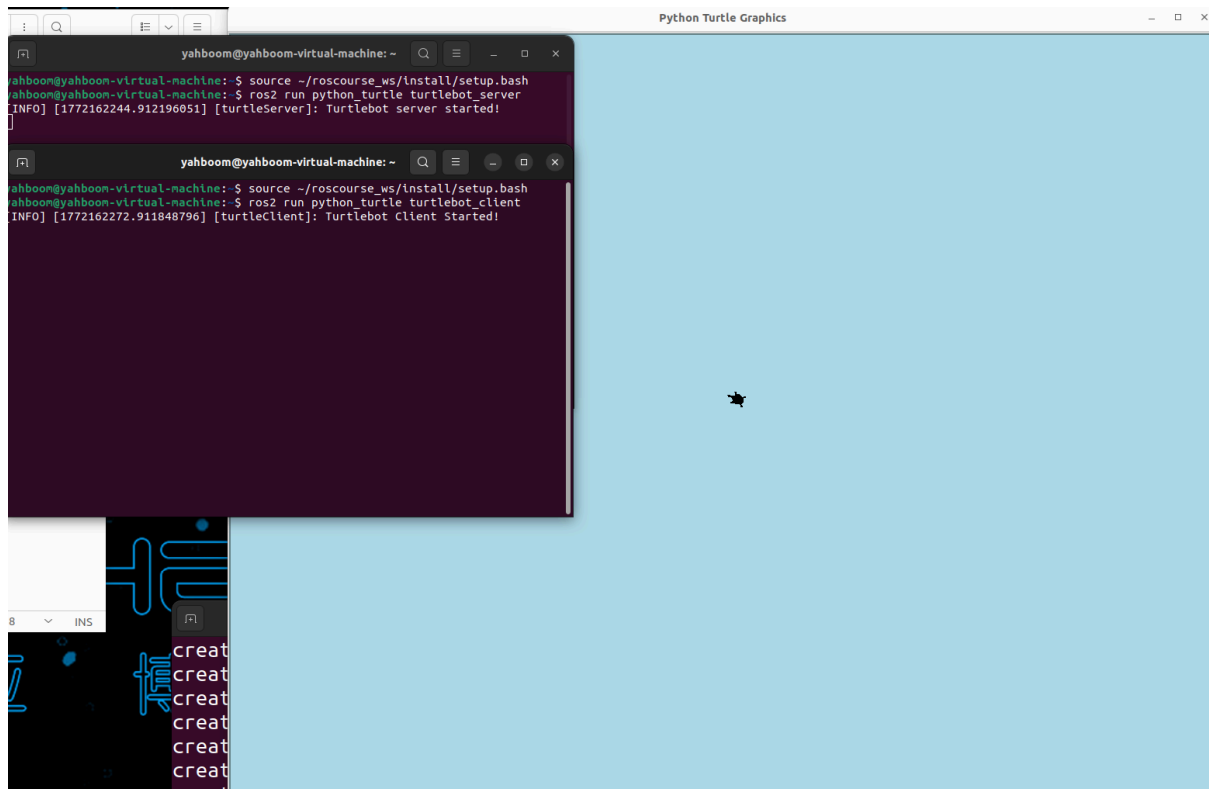 Python Turtle Graphics
yahboom@yahboom-virtual-machine: ~
yahboom@yahboom-virtual-machine:~$ source ~/roscourse_ws/install/setup.bash
yahboom@yahboom-virtual-machine:~$ ros2 run python_turtle turtlebot_server
[INFO] [1772162244.912196051] [turtleServer]: Turtlebot server started!
yahboom@yahboom-virtual-machine: ~
yahboom@yahboom-virtual-machine:~$ source ~/roscourse_ws/install/setup.bash
yahboom@yahboom-virtual-machine:~$ ros2 run python_turtle turtlebot_client
[INFO] [1772162272.911848796] [turtleClient]: Turtlebot Client Started!
8 INS
creat
creat
creat
creat
creat
creat